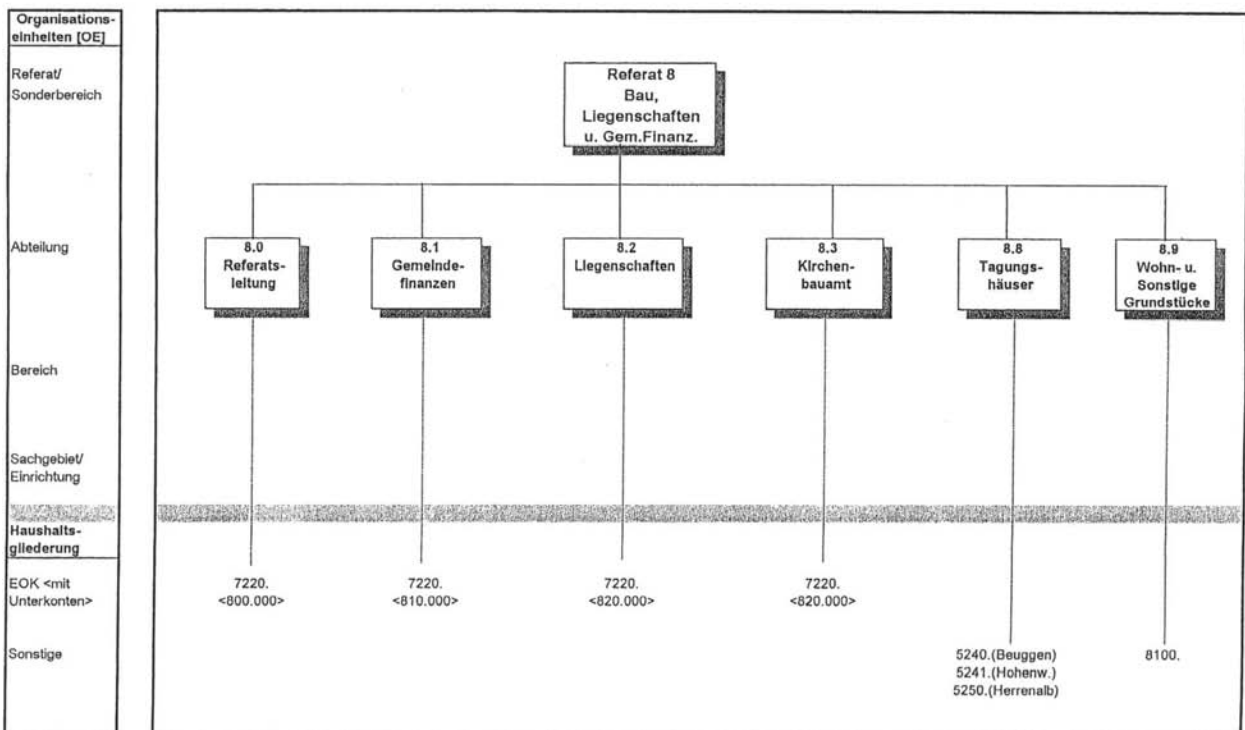 Organisations-
einheiten [OE]
Referat/
Sonderbereich
Referat 8
Bau,
Liegenschaften
u. Gem.Finanz.
Abteilung
8.0
Referats-
leitung
8.1
Gemeinde-
finanzen
8.2
Liegenschaften
8.3
Kirchen-
bauamt
8.8
Tagungs-
häuser
8.9
Wohn- u.
Sonstige
Grundstücke
Bereich
Sachgebiet/
Einrichtung
Haushalts-
gliederung
EOK <mit
Unterkonten>
7220.
<800.000>
7220.
<810.000>
7220.
<820.000>
7220.
<820.000>
Sonstige
5240.(Beuggen)
5241.(Hohenw.)
5250.(Herrenalb)
8100.